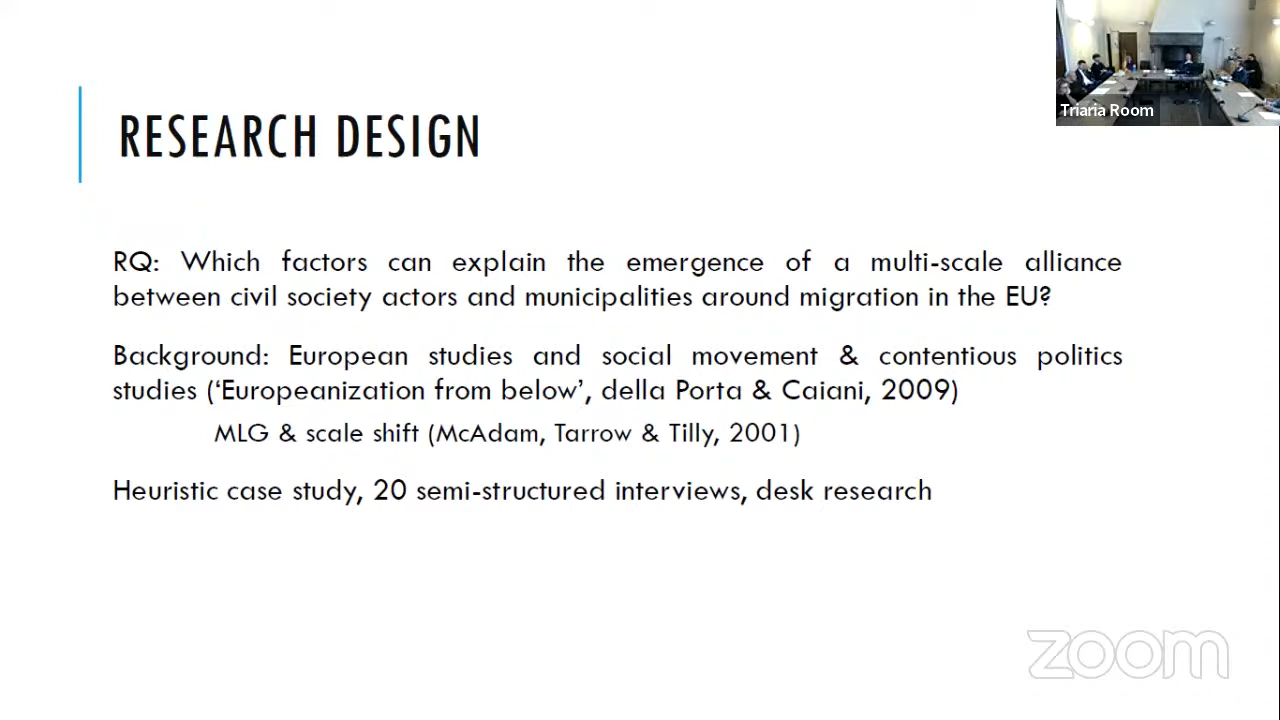 Triaria Room
RESEARCH DESIGN
RQ: Which factors can explain the emergence of a multi-scale alliance
between civil society actors and municipalities around migration in the EU?
Background: European studies and social movement & contentious politics
studies (‘Europeanization from below’, della Porta & Caiani, 2009)
MLG & scale shift (McAdam, Tarrow & Tilly, 2001)
Heuristic case study, 20 semi-structured interviews, desk research
zoom